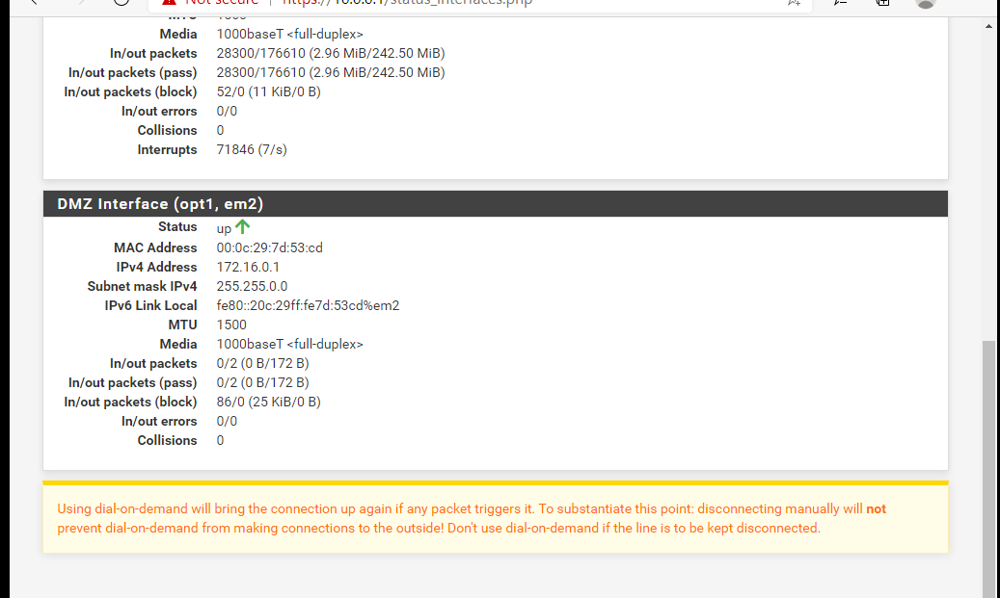 Not secure | https://10.0.0.1/status_interfaces.php
MTU 1500
Media 1000baseT <full-duplex>
In/out packets 28300/176610 (2.96 MiB/242.50 MiB)
In/out packets (pass) 28300/176610 (2.96 MiB/242.50 MiB)
In/out packets (block) 52/0 (11 KiB/0 B)
In/out errors 0/0
Collisions 0
Interrupts 71846 (7/s)
DMZ Interface (opt1, em2)
Status up
MAC Address 00:0c:29:7d:53:cd
IPv4 Address 172.16.0.1
Subnet mask IPv4 255.255.0.0
IPv6 Link Local fe80::20c:29ff:fe7d:53cd%em2
MTU 1500
Media 1000baseT <full-duplex>
In/out packets 0/2 (0 B/172 B)
In/out packets (pass) 0/2 (0 B/172 B)
In/out packets (block) 86/0 (25 KiB/0 B)
In/out errors 0/0
Collisions 0
Using dial-on-demand will bring the connection up again if any packet triggers it. To substantiate this point: disconnecting manually will not
prevent dial-on-demand from making connections to the outside! Don't use dial-on-demand if the line is to be kept disconnected.